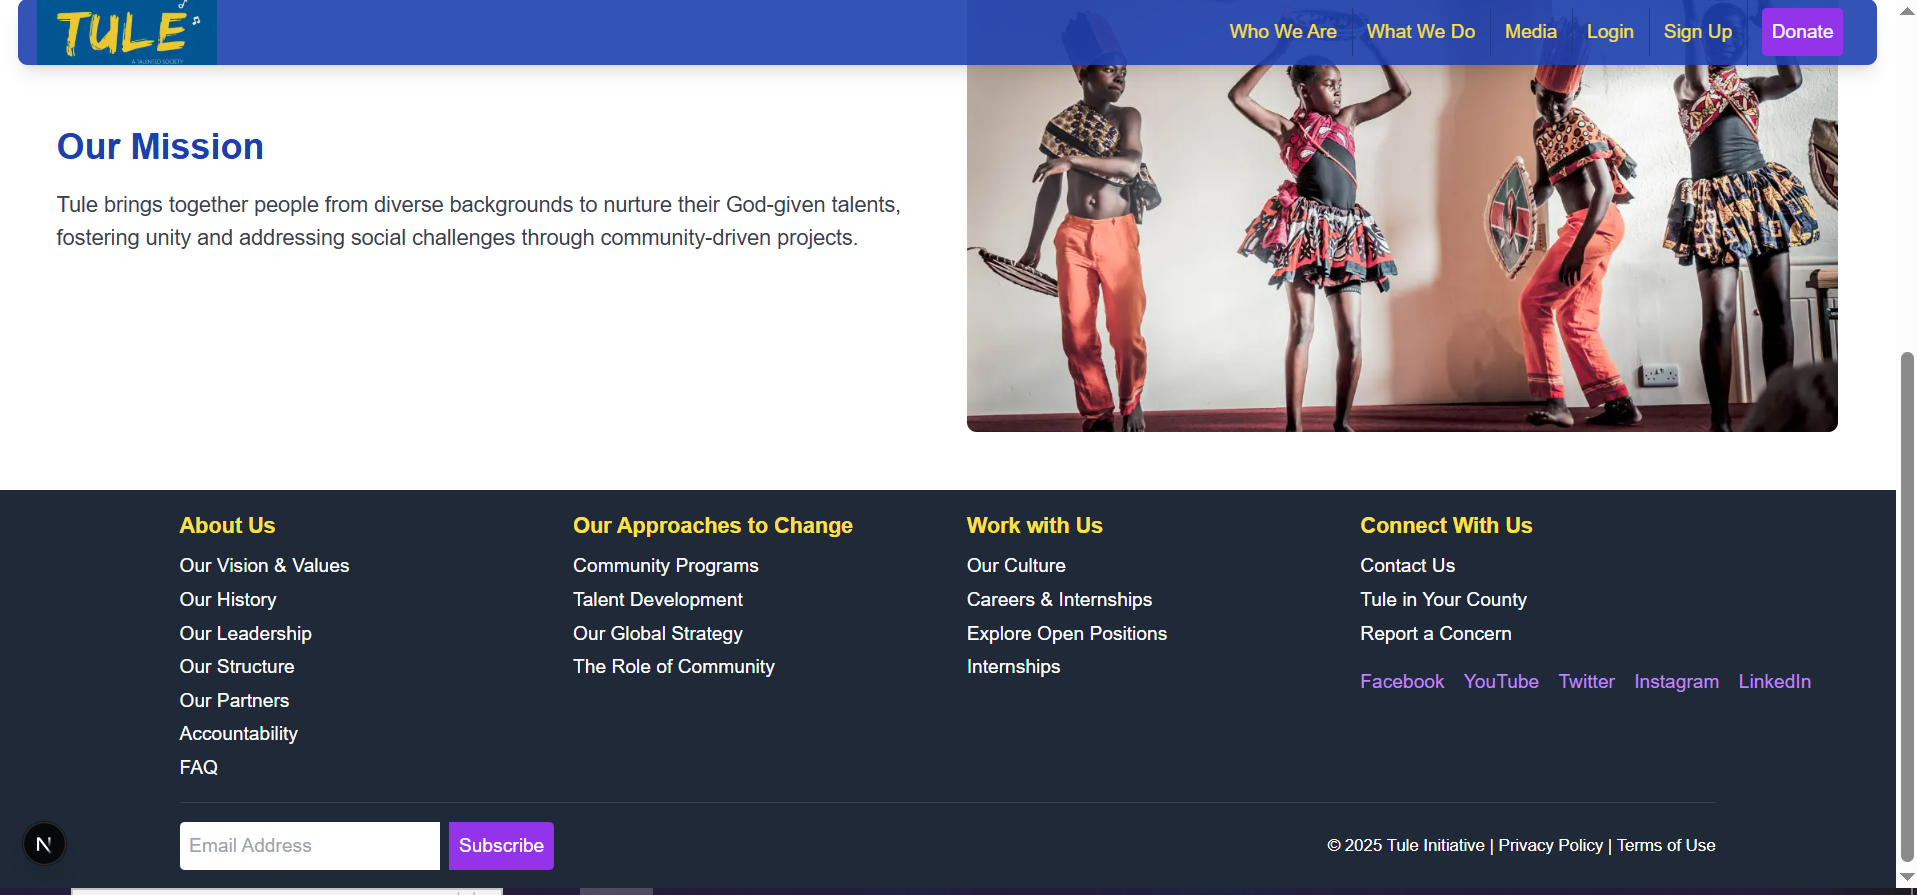 TULE
A TALENTED SOCIETY
Who We Are
What We Do
Media
Login
Sign Up
Donate
Our Mission
Tule brings together people from diverse backgrounds to nurture their God-given talents,
fostering unity and addressing social challenges through community-driven projects.
About Us
Our Vision & Values
Our History
Our Leadership
Our Structure
Our Partners
Accountability
FAQ
Our Approaches to Change
Community Programs
Talent Development
Our Global Strategy
The Role of Community
Work with Us
Our Culture
Careers & Internships
Explore Open Positions
Internships
Connect With Us
Contact Us
Tule in Your County
Report a Concern
Facebook YouTube Twitter Instagram LinkedIn
N
Email Address
Subscribe
© 2025 Tule Initiative | Privacy Policy | Terms of Use